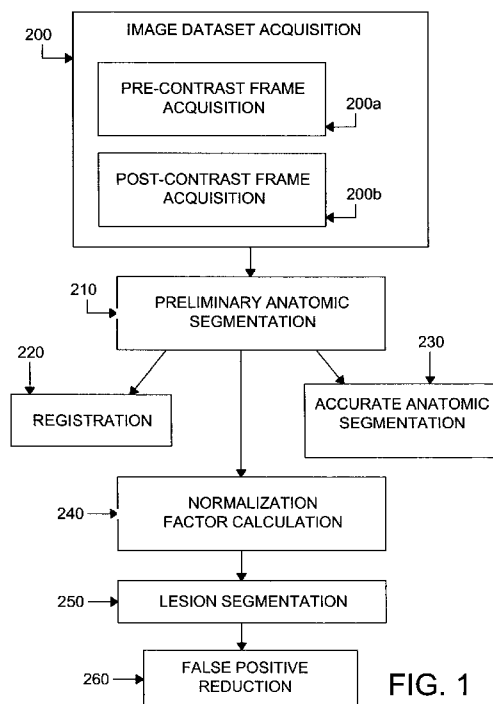 IMAGE DATASET ACQUISITION
200
PRE-CONTRAST FRAME
ACQUISITION
200a
POST-CONTRAST FRAME
ACQUISITION
200b
210
PRELIMINARY ANATOMIC
SEGMENTATION
220
230
REGISTRATION
ACCURATE ANATOMIC
SEGMENTATION
240
NORMALIZATION
FACTOR CALCULATION
250
LESION SEGMENTATION
260
FALSE POSITIVE
REDUCTION
FIG. 1